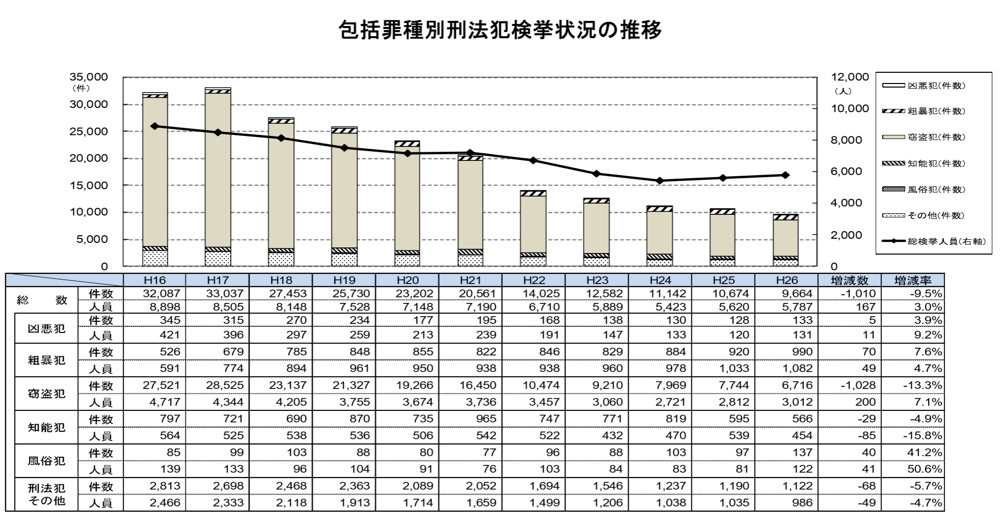 包括罪種別刑法犯検挙状況の推移
35,000
(件)
30,000
25,000
20,000
15,000
10,000
5,000
0
12,000
(人)
10,000
8,000
6,000
4,000
2,000
0
凶悪犯(件数)
粗暴犯(件数)
窃盗犯(件数)
知能犯(件数)
風俗犯(件数)
その他(件数)
総検挙人員(右軸)
H16 H17 H18 H19 H20 H21 H22 H23 H24 H25 H26 増減数 増減率
総 数 件数 32,087 33,037 27,453 25,730 23,202 20,561 14,025 12,582 11,142 10,674 9,664 -1,010 -9.5%
人員 8,898 8,505 8,148 7,528 7,148 7,190 6,710 5,889 5,423 5,620 5,787 167 3.0%
凶悪犯 件数 345 315 270 234 177 195 168 138 130 128 133 5 3.9%
人員 421 396 297 259 213 239 191 147 133 120 131 11 9.2%
粗暴犯 件数 526 679 785 848 855 822 846 829 884 920 990 70 7.6%
人員 591 774 894 961 950 938 938 960 978 1,033 1,082 49 4.7%
窃盗犯 件数 27,521 28,525 23,137 21,327 19,266 16,450 10,474 9,210 7,969 7,744 6,716 -1,028 -13.3%
人員 4,717 4,344 4,205 3,755 3,674 3,736 3,457 3,060 2,721 2,812 3,012 200 7.1%
知能犯 件数 797 721 690 870 735 965 747 771 819 595 566 -29 -4.9%
人員 564 525 538 536 506 542 522 432 470 539 454 -85 -15.8%
風俗犯 件数 85 99 103 88 80 77 96 88 103 97 137 40 41.2%
人員 139 133 96 104 91 76 103 84 83 81 122 41 50.6%
刑法犯 件数 2,813 2,698 2,468 2,363 2,089 2,052 1,694 1,546 1,237 1,190 1,122 -68 -5.7%
その他 人員 2,466 2,333 2,118 1,913 1,714 1,659 1,499 1,206 1,038 1,035 986 -49 -4.7%